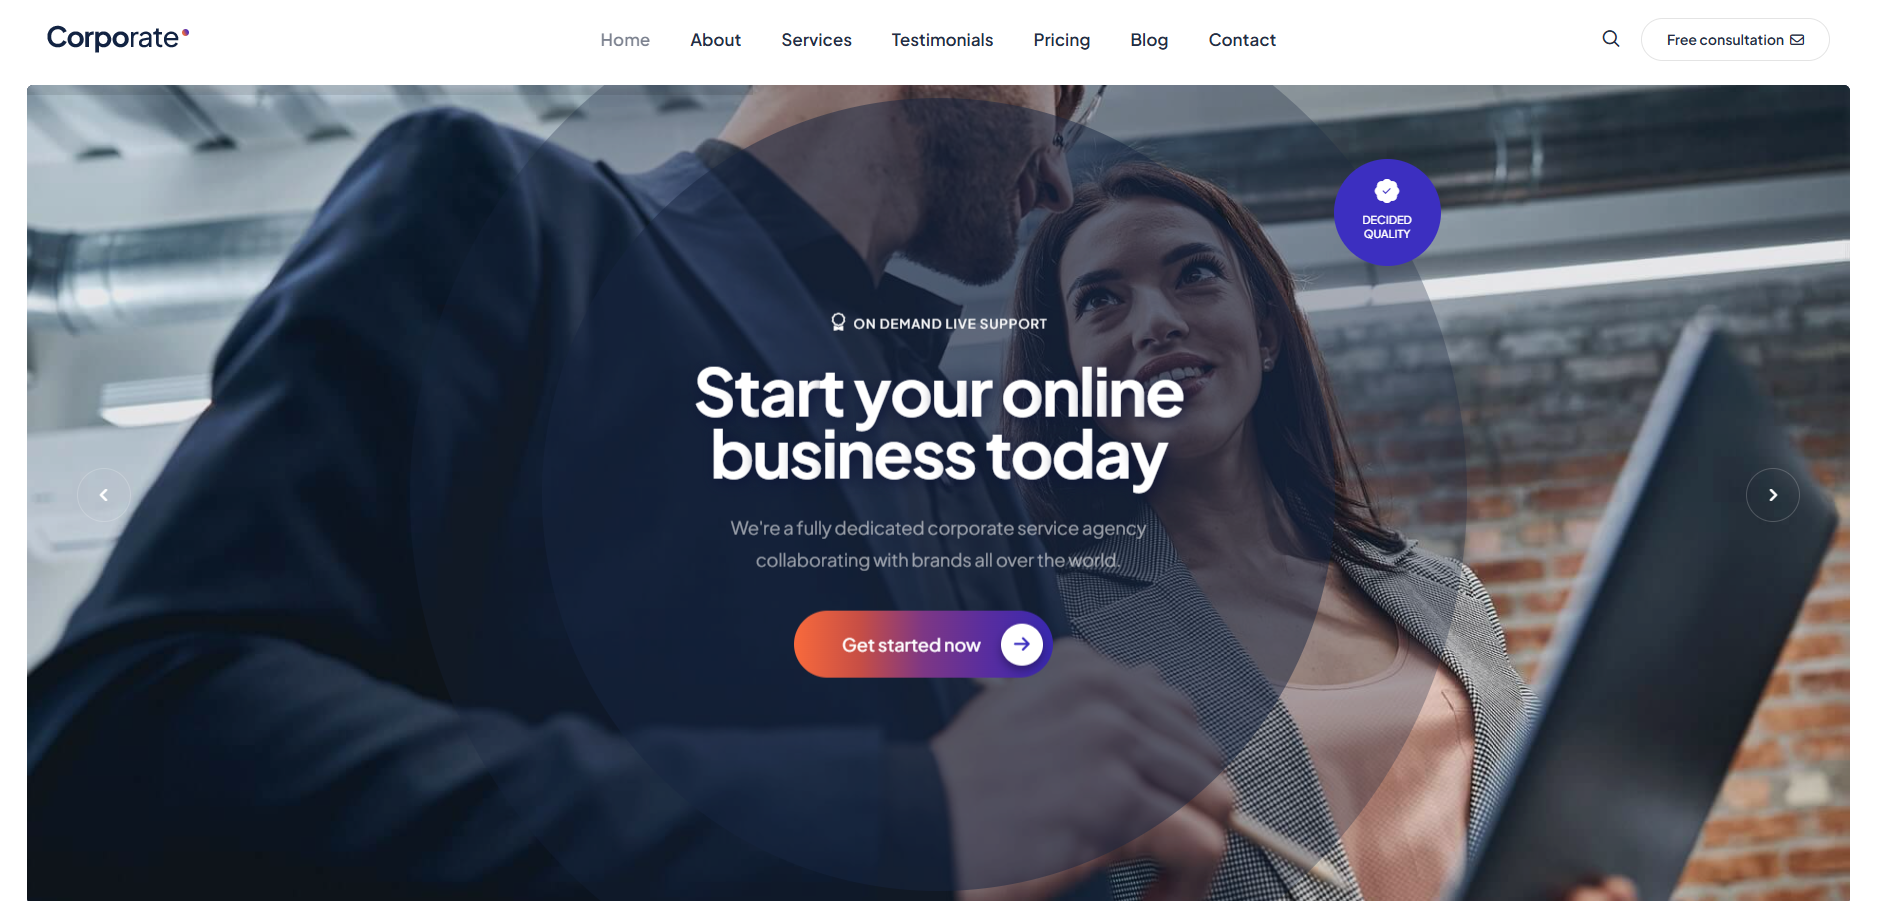 Corporate
Home About Services Testimonials Pricing Blog Contact
Free consultation
DECIDED
QUALITY
ON DEMAND LIVE SUPPORT
Start your online
business today
We're a fully dedicated corporate service agency
collaborating with brands all over the world.
Get started now